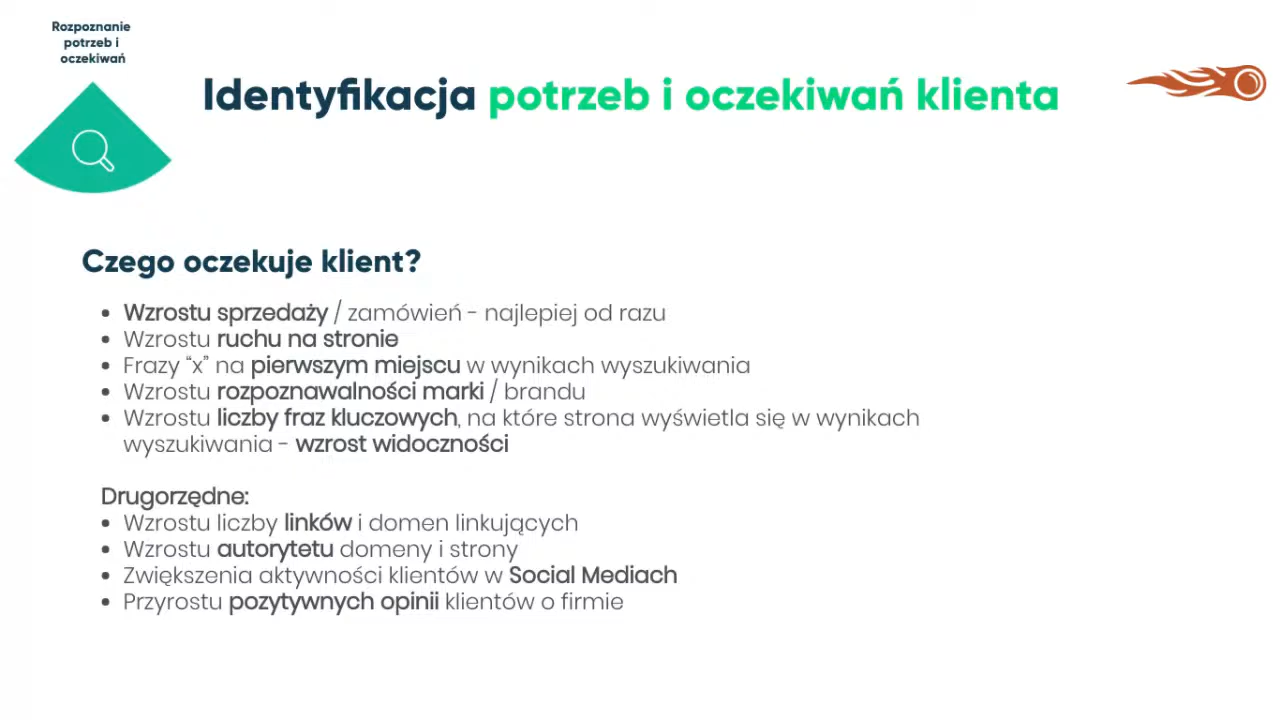 Rozpoznanie
potrzeb i
oczekiwań
Identyfikacja potrzeb i oczekiwań klienta
Czego oczekuje klient?
• Wzrostu sprzedaży / zamówień - najlepiej od razu
• Wzrostu ruchu na stronie
• Frazy “x” na pierwszym miejscu w wynikach wyszukiwania
• Wzrostu rozpoznawalności marki / brandu
• Wzrostu liczby fraz kluczowych, na które strona wyświetla się w wynikach
wyszukiwania - wzrost widoczności
Drugorzędne:
• Wzrostu liczby linków i domen linkujących
• Wzrostu autorytetu domeny i strony
• Zwiększenia aktywności klientów w Social Mediach
• Przyrostu pozytywnych opinii klientów o firmie